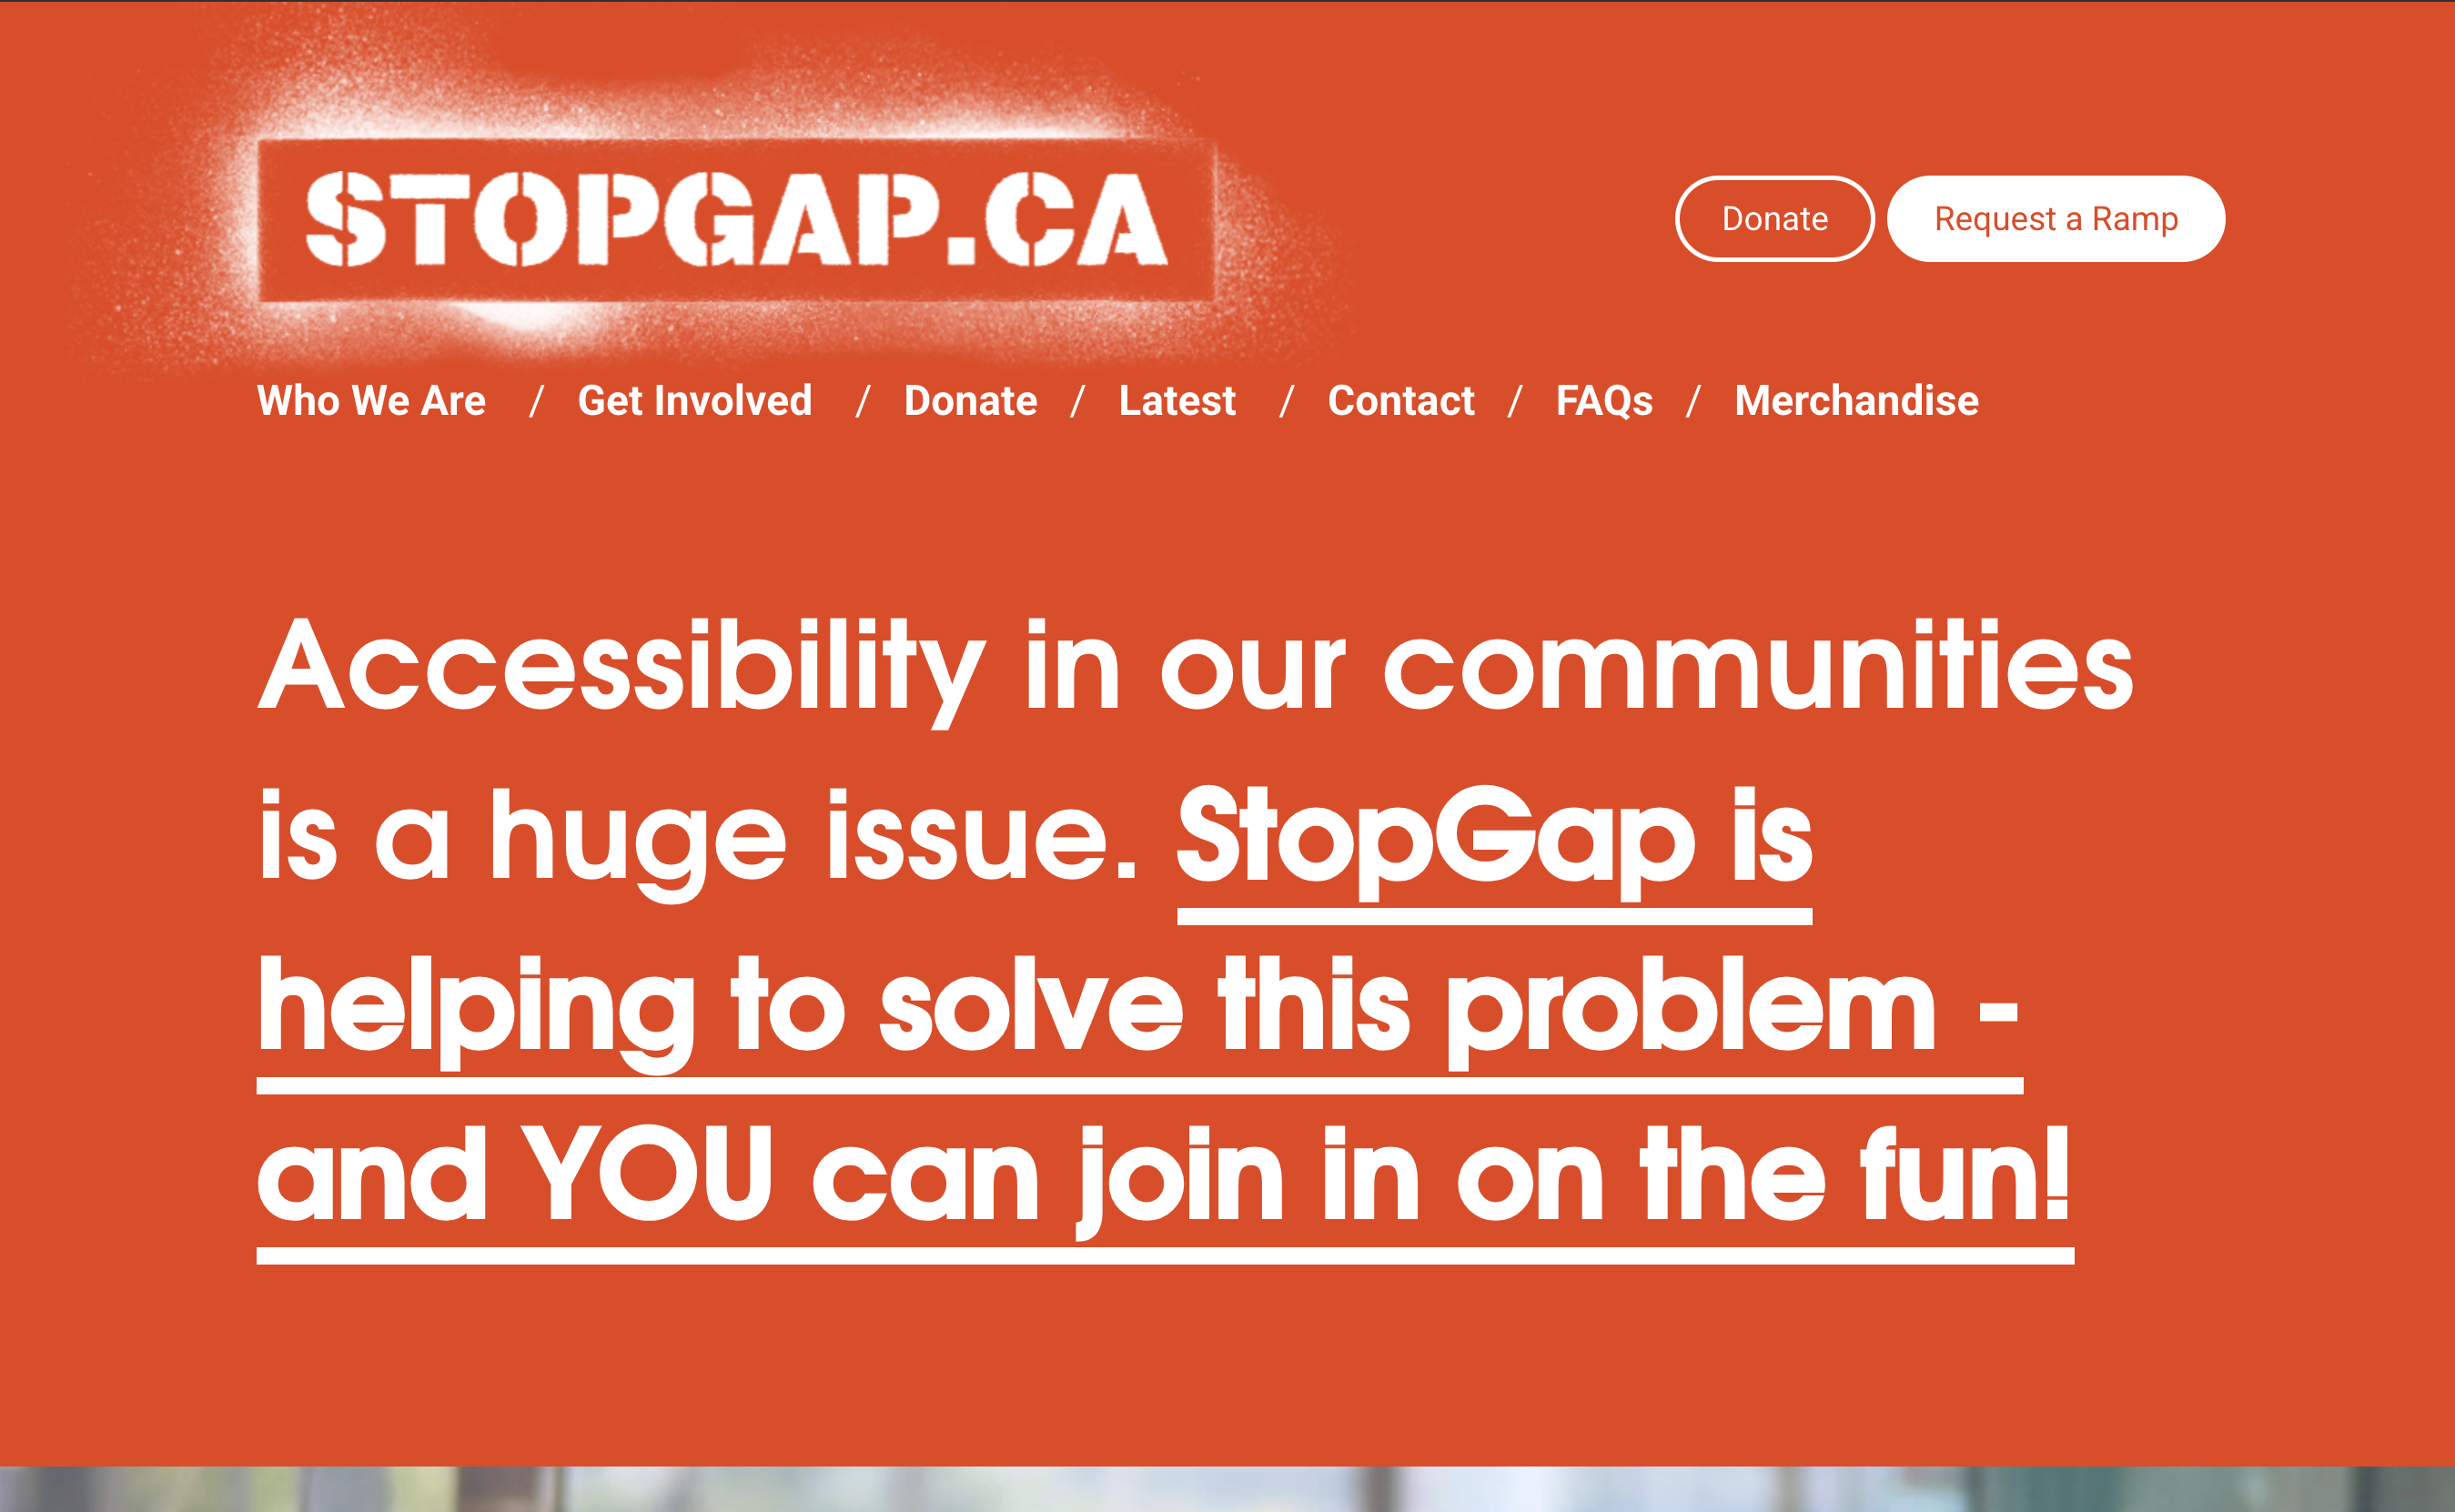 STOPGAP.CA
Donate
Request a Ramp
Who We Are / Get Involved / Donate / Latest / Contact / FAQs / Merchandise
Accessibility in our communities
is a huge issue. StopGap is
helping to solve this problem -
and YOU can join in on the fun!